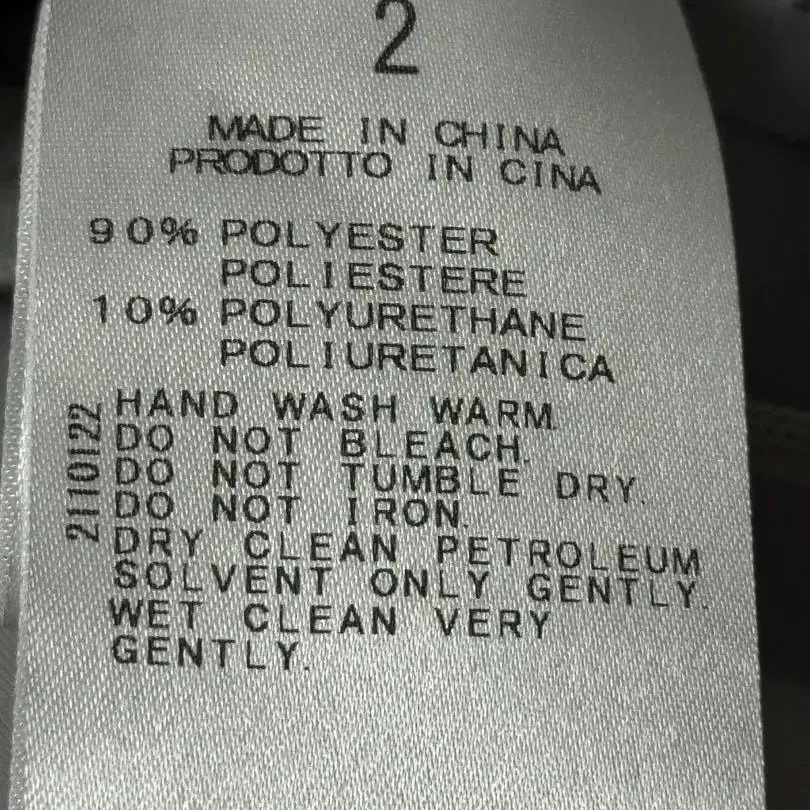 2
MADE IN CHINA
PRODOTTO IN CINA
90% POLYESTER
POLIESTERE
10% POLYURETHANE
POLIURETANICA
HAND WASH WARM.
DO NOT BLEACH.
DO NOT TUMBLE DRY.
DO NOT IRON.
DRY CLEAN PETROLEUM
SOLVENT ONLY GENTLY.
WET CLEAN VERY
GENTLY.
2110122